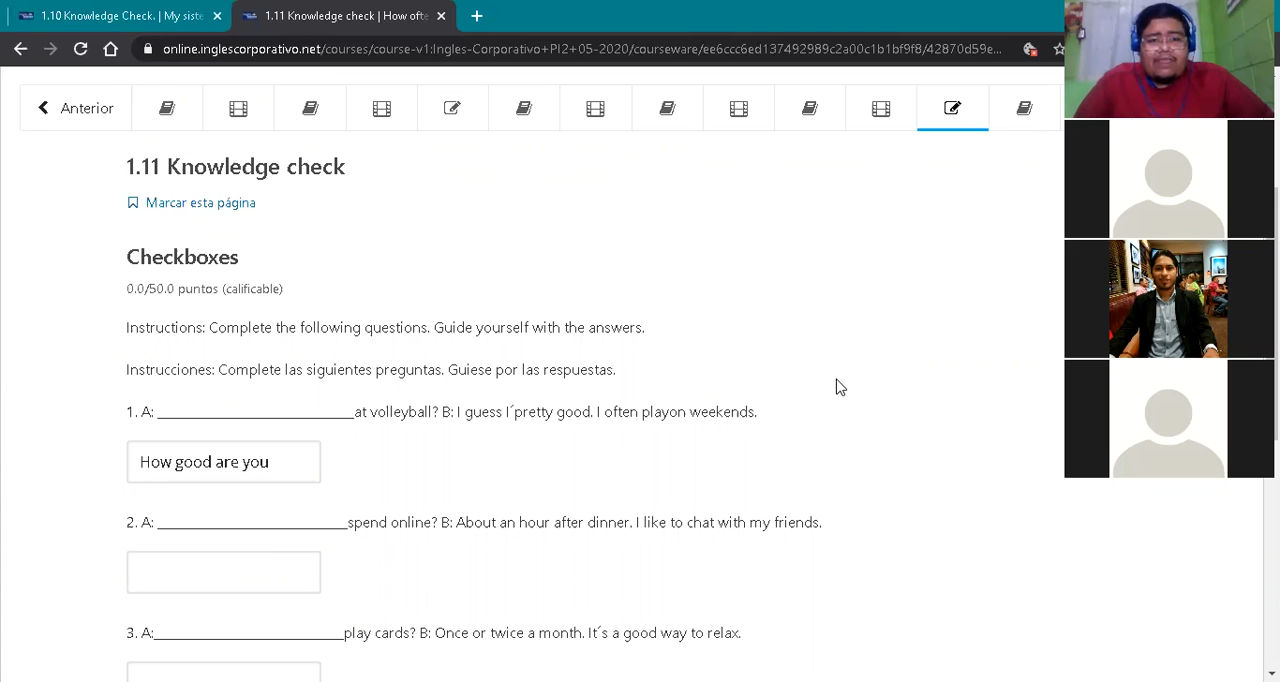 1.10 Knowledge Check. | My siste
1.11 Knowledge check | How ofte
online.inglescorporativo.net/courses/course-v1:Ingles-Corporativo+PI2+05-2020/courseware/ee6ccc6ed137492989c2a00c1b1bf9f8/42870d59e...
Anterior
1.11 Knowledge check
Marcar esta página
Checkboxes
0.0/50.0 puntos (calificable)
Instructions: Complete the following questions. Guide yourself with the answers.
Instrucciones: Complete las siguientes preguntas. Guiese por las respuestas.
1. A: _______________________at volleyball? B: I guess I´pretty good. I often playon weekends.
How good are you
2. A: ______________________spend online? B: About an hour after dinner. I like to chat with my friends.
3. A:______________________play cards? B: Once or twice a month. It´s a good way to relax.